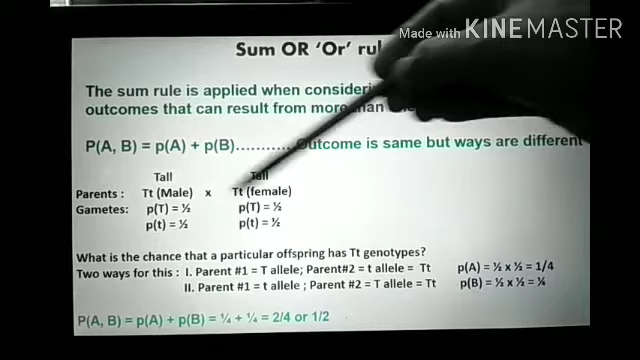 Made with KINEMASTER
Sum OR 'Or' rul
The sum rule is applied when consideri
outcomes that can result from more than
P(A, B) = p(A) + p(B)........... Outcome is same but ways are different
Tall Tall
Parents : Tt (Male) x Tt (female)
Gametes: p(T) = ½ p(T) = ½
p(t) = ½ p(t) = ½
What is the chance that a particular offspring has Tt genotypes?
Two ways for this : I. Parent #1 = T allele; Parent#2 = t allele = Tt p(A) = ½ x ½ = 1/4
II. Parent #1 = t allele ; Parent #2 = T allele = Tt p(B) = ½ x ½ = ¼
P(A, B) = p(A) + p(B) = ¼ + ¼ = 2/4 or 1/2